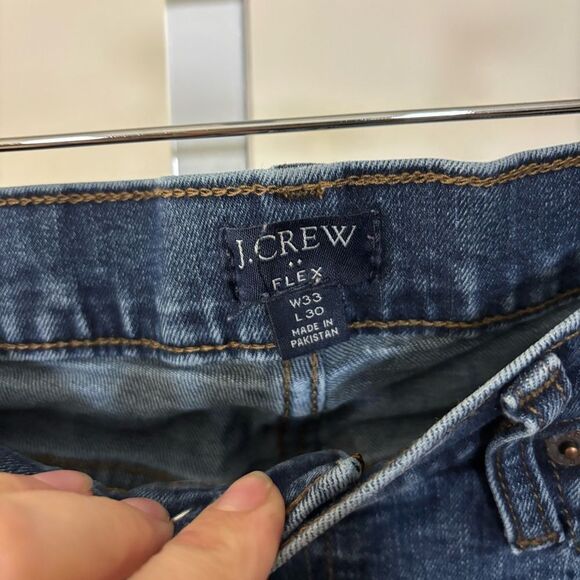 J.CREW
FLEX
W33
L30
MADE IN
PAKISTAN